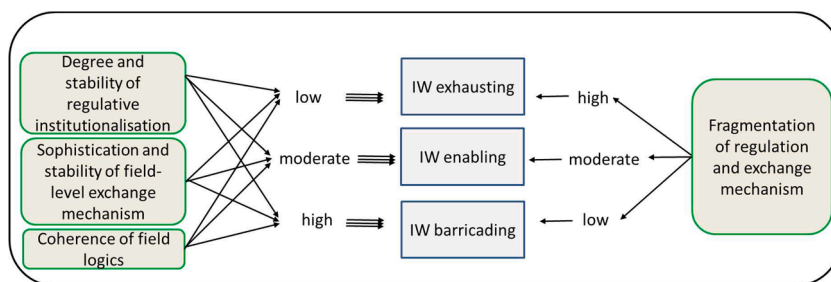 Degree and
stability of
regulative
institutionalisation
Sophistication and
stability of field-
level exchange
mechanism
Coherence of field
logics
low
moderate
high
IW exhausting
IW enabling
IW barricading
high
moderate
low
Fragmentation
of regulation
and exchange
mechanism